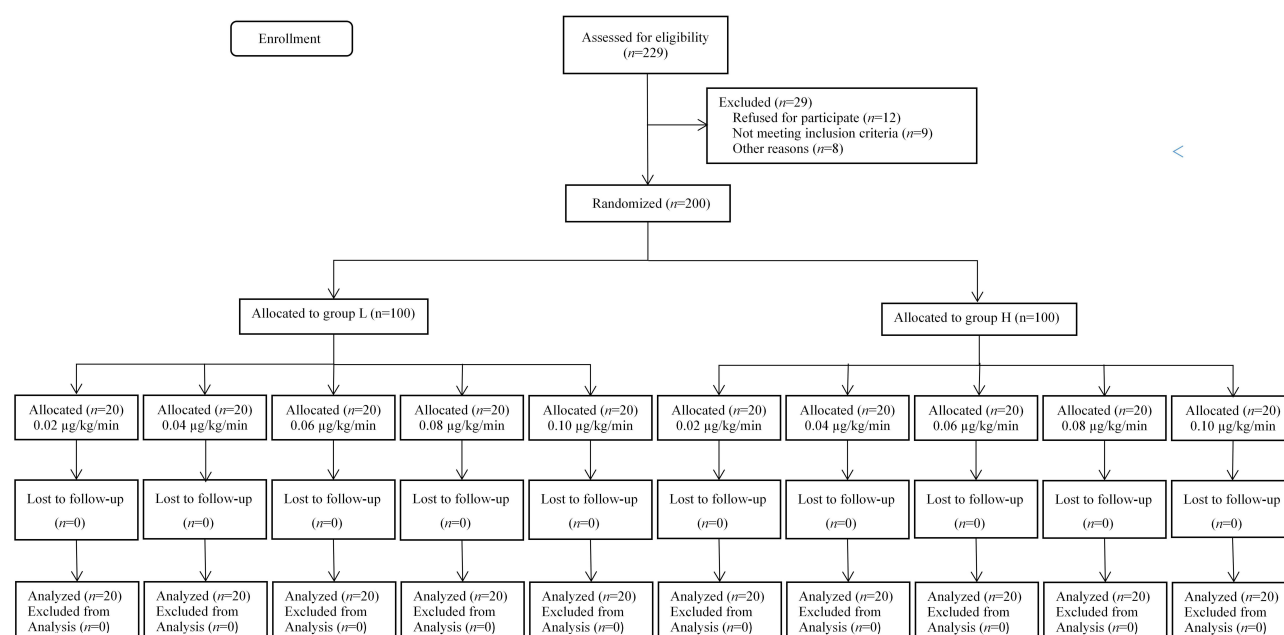 Enrollment
Assessed for eligibility
(n=229)
Excluded (n=29)
Refused for participate (n=12)
Not meeting inclusion criteria (n=9)
Other reasons (n=8)
<
Randomized (n=200)
Allocated to group L (n=100)
Allocated to group H (n=100)
Allocated (n=20)
0.02 µg/kg/min
Allocated (n=20)
0.04 µg/kg/min
Allocated (n=20)
0.06 µg/kg/min
Allocated (n=20)
0.08 µg/kg/min
Allocated (n=20)
0.10 µg/kg/min
Allocated (n=20)
0.02 µg/kg/min
Allocated (n=20)
0.04 µg/kg/min
Allocated (n=20)
0.06 µg/kg/min
Allocated (n=20)
0.08 µg/kg/min
Allocated (n=20)
0.10 µg/kg/min
Lost to follow-up
(n=0)
Lost to follow-up
(n=0)
Lost to follow-up
(n=0)
Lost to follow-up
(n=0)
Lost to follow-up
(n=0)
Lost to follow-up
(n=0)
Lost to follow-up
(n=0)
Lost to follow-up
(n=0)
Lost to follow-up
(n=0)
Lost to follow-up
(n=0)
Analyzed (n=20)
Excluded from
Analysis (n=0)
Analyzed (n=20)
Excluded from
Analysis (n=0)
Analyzed (n=20)
Excluded from
Analysis (n=0)
Analyzed (n=20)
Excluded from
Analysis (n=0)
Analyzed (n=20)
Excluded from
Analysis (n=0)
Analyzed (n=20)
Excluded from
Analysis (n=0)
Analyzed (n=20)
Excluded from
Analysis (n=0)
Analyzed (n=20)
Excluded from
Analysis (n=0)
Analyzed (n=20)
Excluded from
Analysis (n=0)
Analyzed (n=20)
Excluded from
Analysis (n=0)